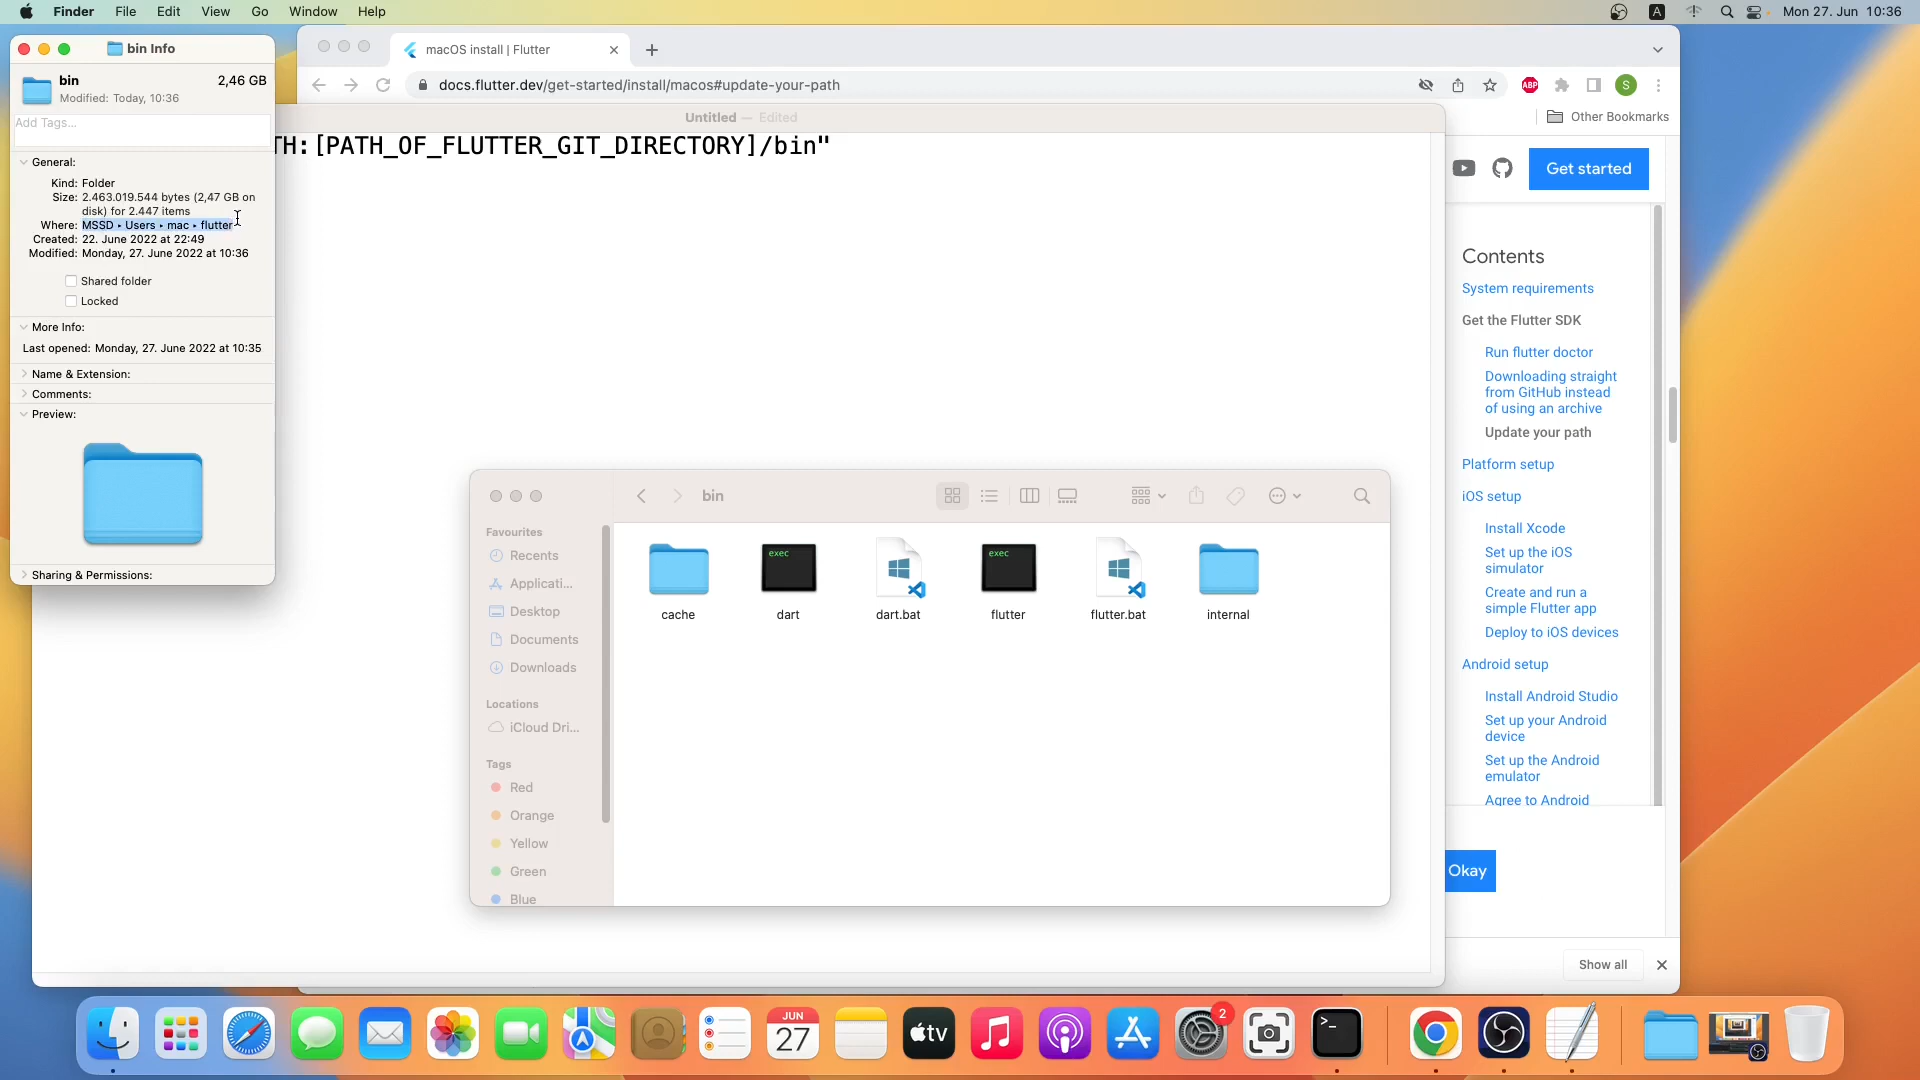 Finder File Edit View Go Window Help
A
Mon 27. Jun 10:36
bin Info
bin 2,46 GB
Modified: Today, 10:36
Add Tags...
General:
Kind: Folder
Size: 2.463.019.544 bytes (2,47 GB on
disk) for 2.447 items
Where: MSSD ▸ Users ▸ mac ▸ flutter
Created: 22. June 2022 at 22:49
Modified: Monday, 27. June 2022 at 10:36
Shared folder
Locked
More Info:
Last opened: Monday, 27. June 2022 at 10:35
Name & Extension:
Comments:
Preview:
Sharing & Permissions:
macOS install | Flutter
docs.flutter.dev/get-started/install/macos#update-your-path
ABP
S
Other Bookmarks
Untitled — Edited
TH:[PATH_OF_FLUTTER_GIT_DIRECTORY]/bin"
Get started
Contents
System requirements
Get the Flutter SDK
Run flutter doctor
Downloading straight
from GitHub instead
of using an archive
Update your path
Platform setup
iOS setup
Install Xcode
Set up the iOS
simulator
Create and run a
simple Flutter app
Deploy to iOS devices
Android setup
Install Android Studio
Set up your Android
device
Set up the Android
emulator
Agree to Android
Okay
Show all
bin
Favourites
Recents
Applicati...
Desktop
Documents
Downloads
Locations
iCloud Dri...
Tags
Red
Orange
Yellow
Green
Blue
exec
exec
cache
dart
dart.bat
flutter
flutter.bat
internal
JUN
27
tv
2
>_